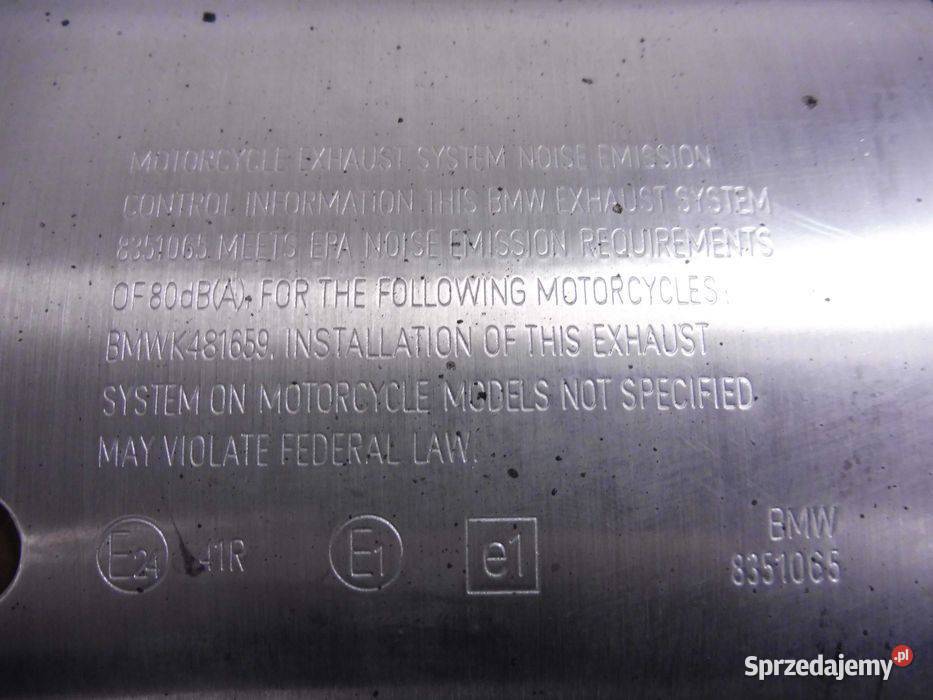 MOTORCYCLE EXHAUST SYSTEM NOISE EMISSION
CONTROL INFORMATION. THIS BMW EXHAUST SYSTEM
8351065 MEETS EPA NOISE EMISSION REQUIREMENTS
OF 80dB(A), FOR THE FOLLOWING MOTORCYCLES:
BMWK481659. INSTALLATION OF THIS EXHAUST
SYSTEM ON MOTORCYCLE MODELS NOT SPECIFIED
MAY VIOLATE FEDERAL LAW.
E24 41R E1 e1 BMW
8351065
Sprzedajemy.pl